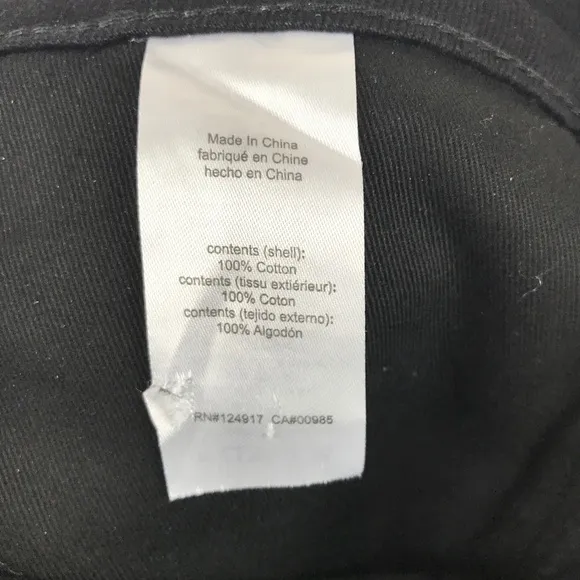 Made In China
fabriqué en Chine
hecho en China
contents (shell):
100% Cotton
contents (tissu extiérieur):
100% Coton
contents (tejido externo):
100% Algodón
RN#124917 CA#00985